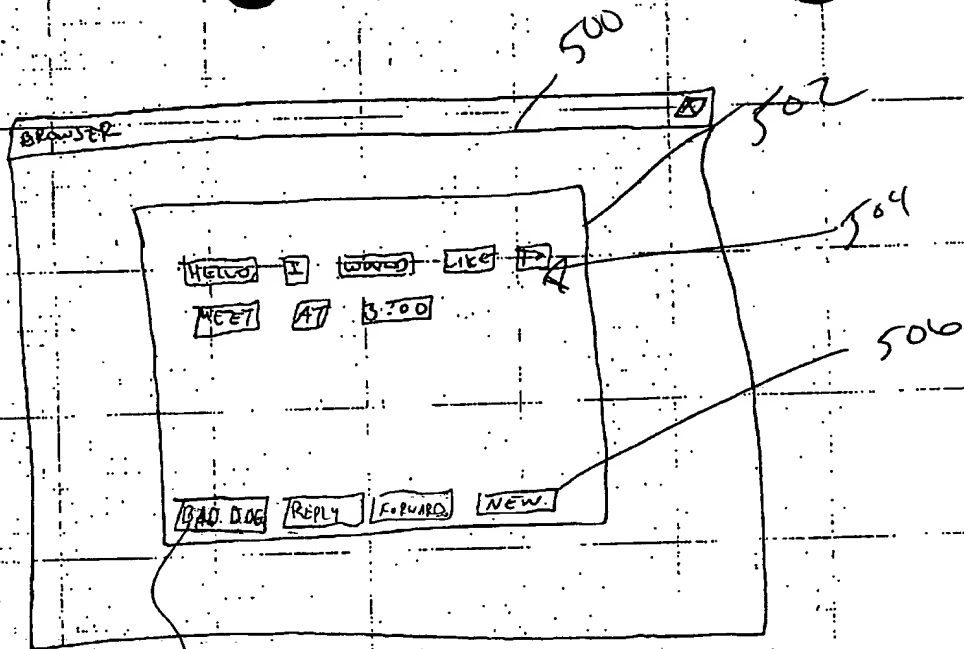 500
BROWSER X
502
504
HELLO, I WOULD LIKE TO
MEET AT 3:00
506
BAD DOG REPLY FORWARD NEW.